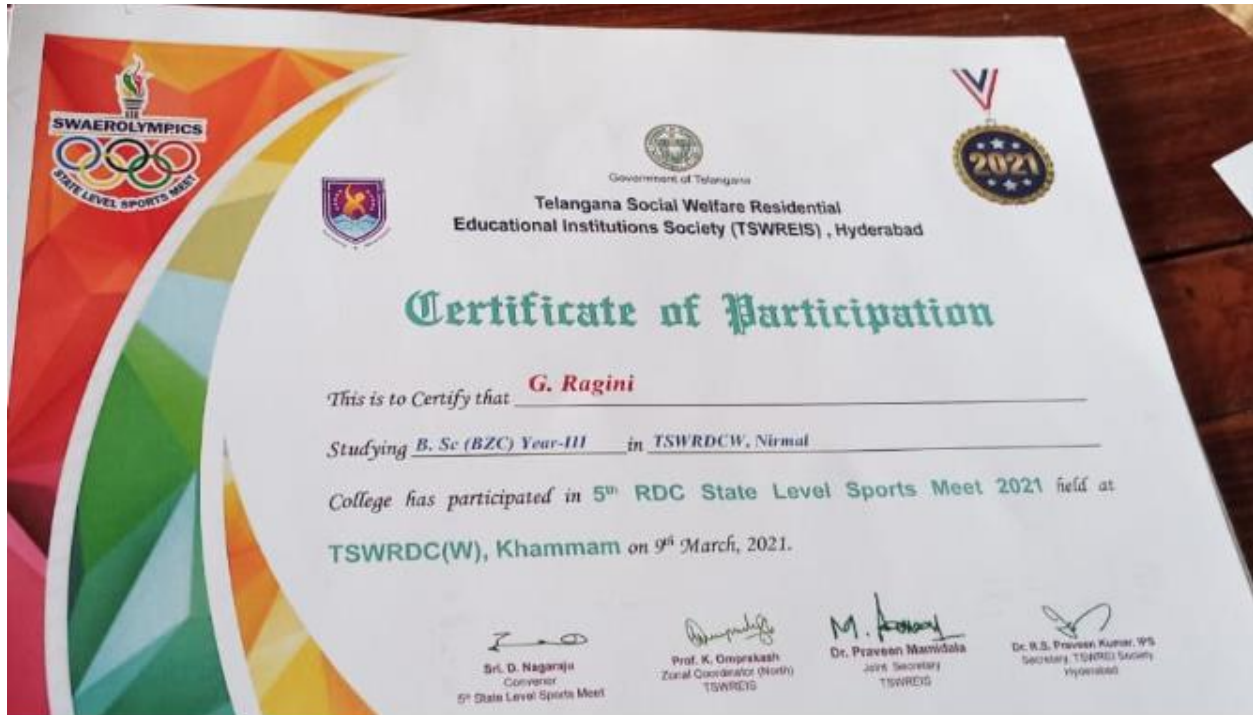 SWAEROLYMPICS
STATE LEVEL SPORTS MEET
2021
Government of Telangana
Telangana Social Welfare Residential
Educational Institutions Society (TSWREIS) , Hyderabad
Certificate of Participation
This is to Certify that G. Ragini
Studying B. Sc (BZC) Year-III in TSWRDCW, Nirmal
College has participated in 5th RDC State Level Sports Meet 2021 held at
TSWRDC(W), Khammam on 9th March, 2021.
Sri. D. Nagaraju
Convenor
5th State Level Sports Meet
Prof. K. Omprakash
Zonal Coordinator (North)
TSWREIS
Dr. Praveen Mamidala
Joint Secretary
TSWREIS
Dr. R.S. Praveen Kumar, IPS
Secretary, TSWREI Society
Hyderabad